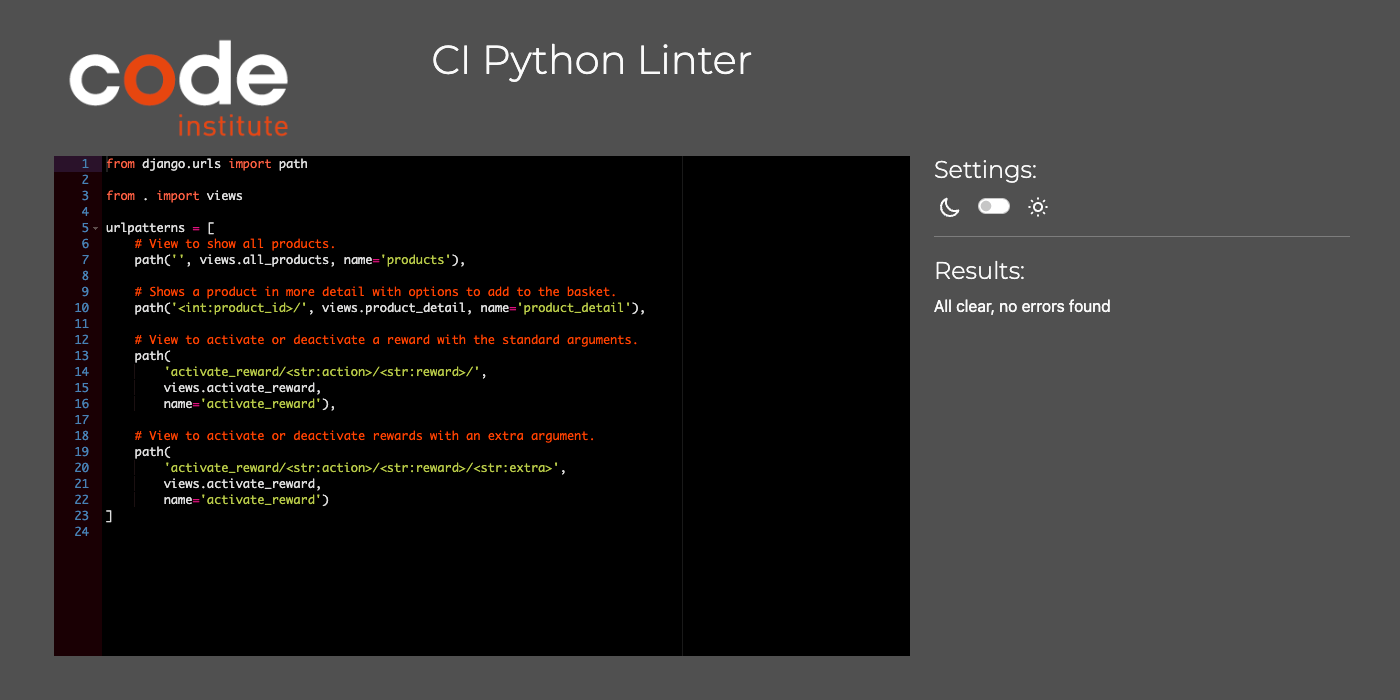 code
institute
CI Python Linter
1 from django.urls import path
2
3 from . import views
4
5 urlpatterns = [
6     # View to show all products.
7     path('', views.all_products, name='products'),
8
9     # Shows a product in more detail with options to add to the basket.
10     path('<int:product_id>/', views.product_detail, name='product_detail'),
11
12     # View to activate or deactivate a reward with the standard arguments.
13     path(
14         'activate_reward/<str:action>/<str:reward>/',
15         views.activate_reward,
16         name='activate_reward'),
17
18     # View to activate or deactivate rewards with an extra argument.
19     path(
20         'activate_reward/<str:action>/<str:reward>/<str:extra>',
21         views.activate_reward,
22         name='activate_reward')
23 ]
24
Settings:
Results:
All clear, no errors found